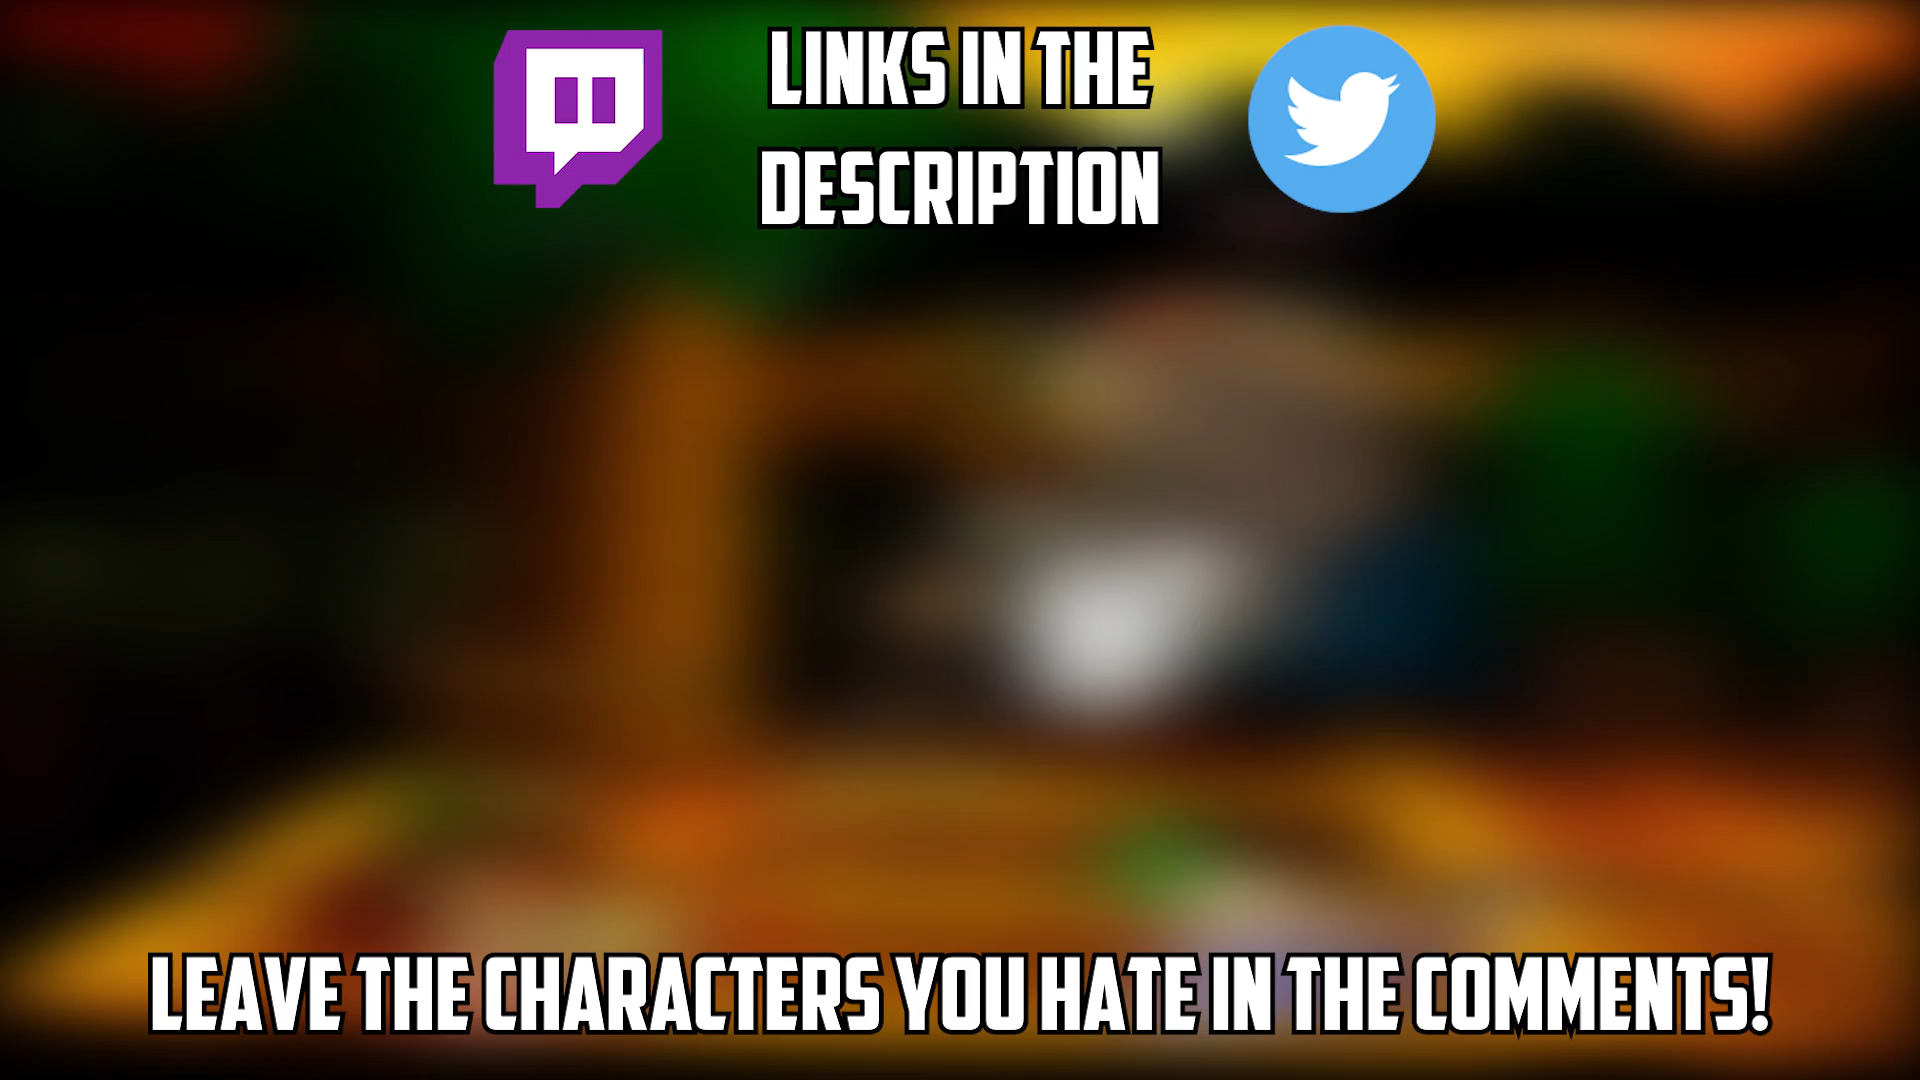 LINKS IN THE
DESCRIPTION
LEAVE THE CHARACTERS YOU HATE IN THE COMMENTS!